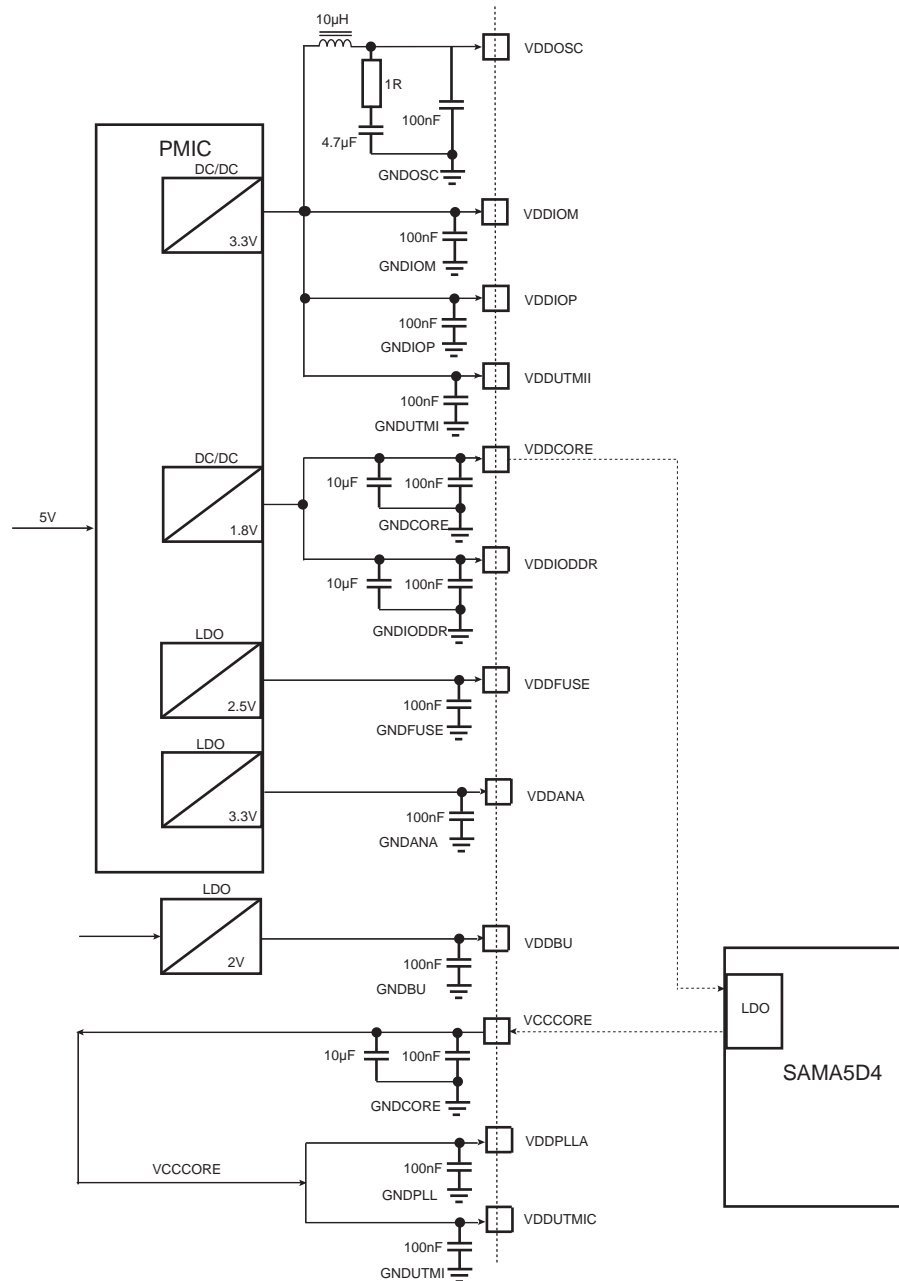 10µH
VDDOSC
1R
100nF
4.7µF
GNDOSC
PMIC
DC/DC
3.3V
VDDIOM
100nF
GNDIOM
VDDIOP
100nF
GNDIOP
VDDUTMII
100nF
GNDUTMI
VDDCORE
DC/DC
1.8V
10µF
100nF
GNDCORE
5V
VDDIODDR
10µF
100nF
GNDIODDR
LDO
2.5V
VDDFUSE
100nF
GNDFUSE
LDO
3.3V
VDDANA
100nF
GNDANA
LDO
2V
VDDBU
100nF
GNDBU
LDO
SAMA5D4
VCCCORE
10µF
100nF
GNDCORE
VDDPLLA
100nF
GNDPLL
VCCCORE
VDDUTMIC
100nF
GNDUTMI